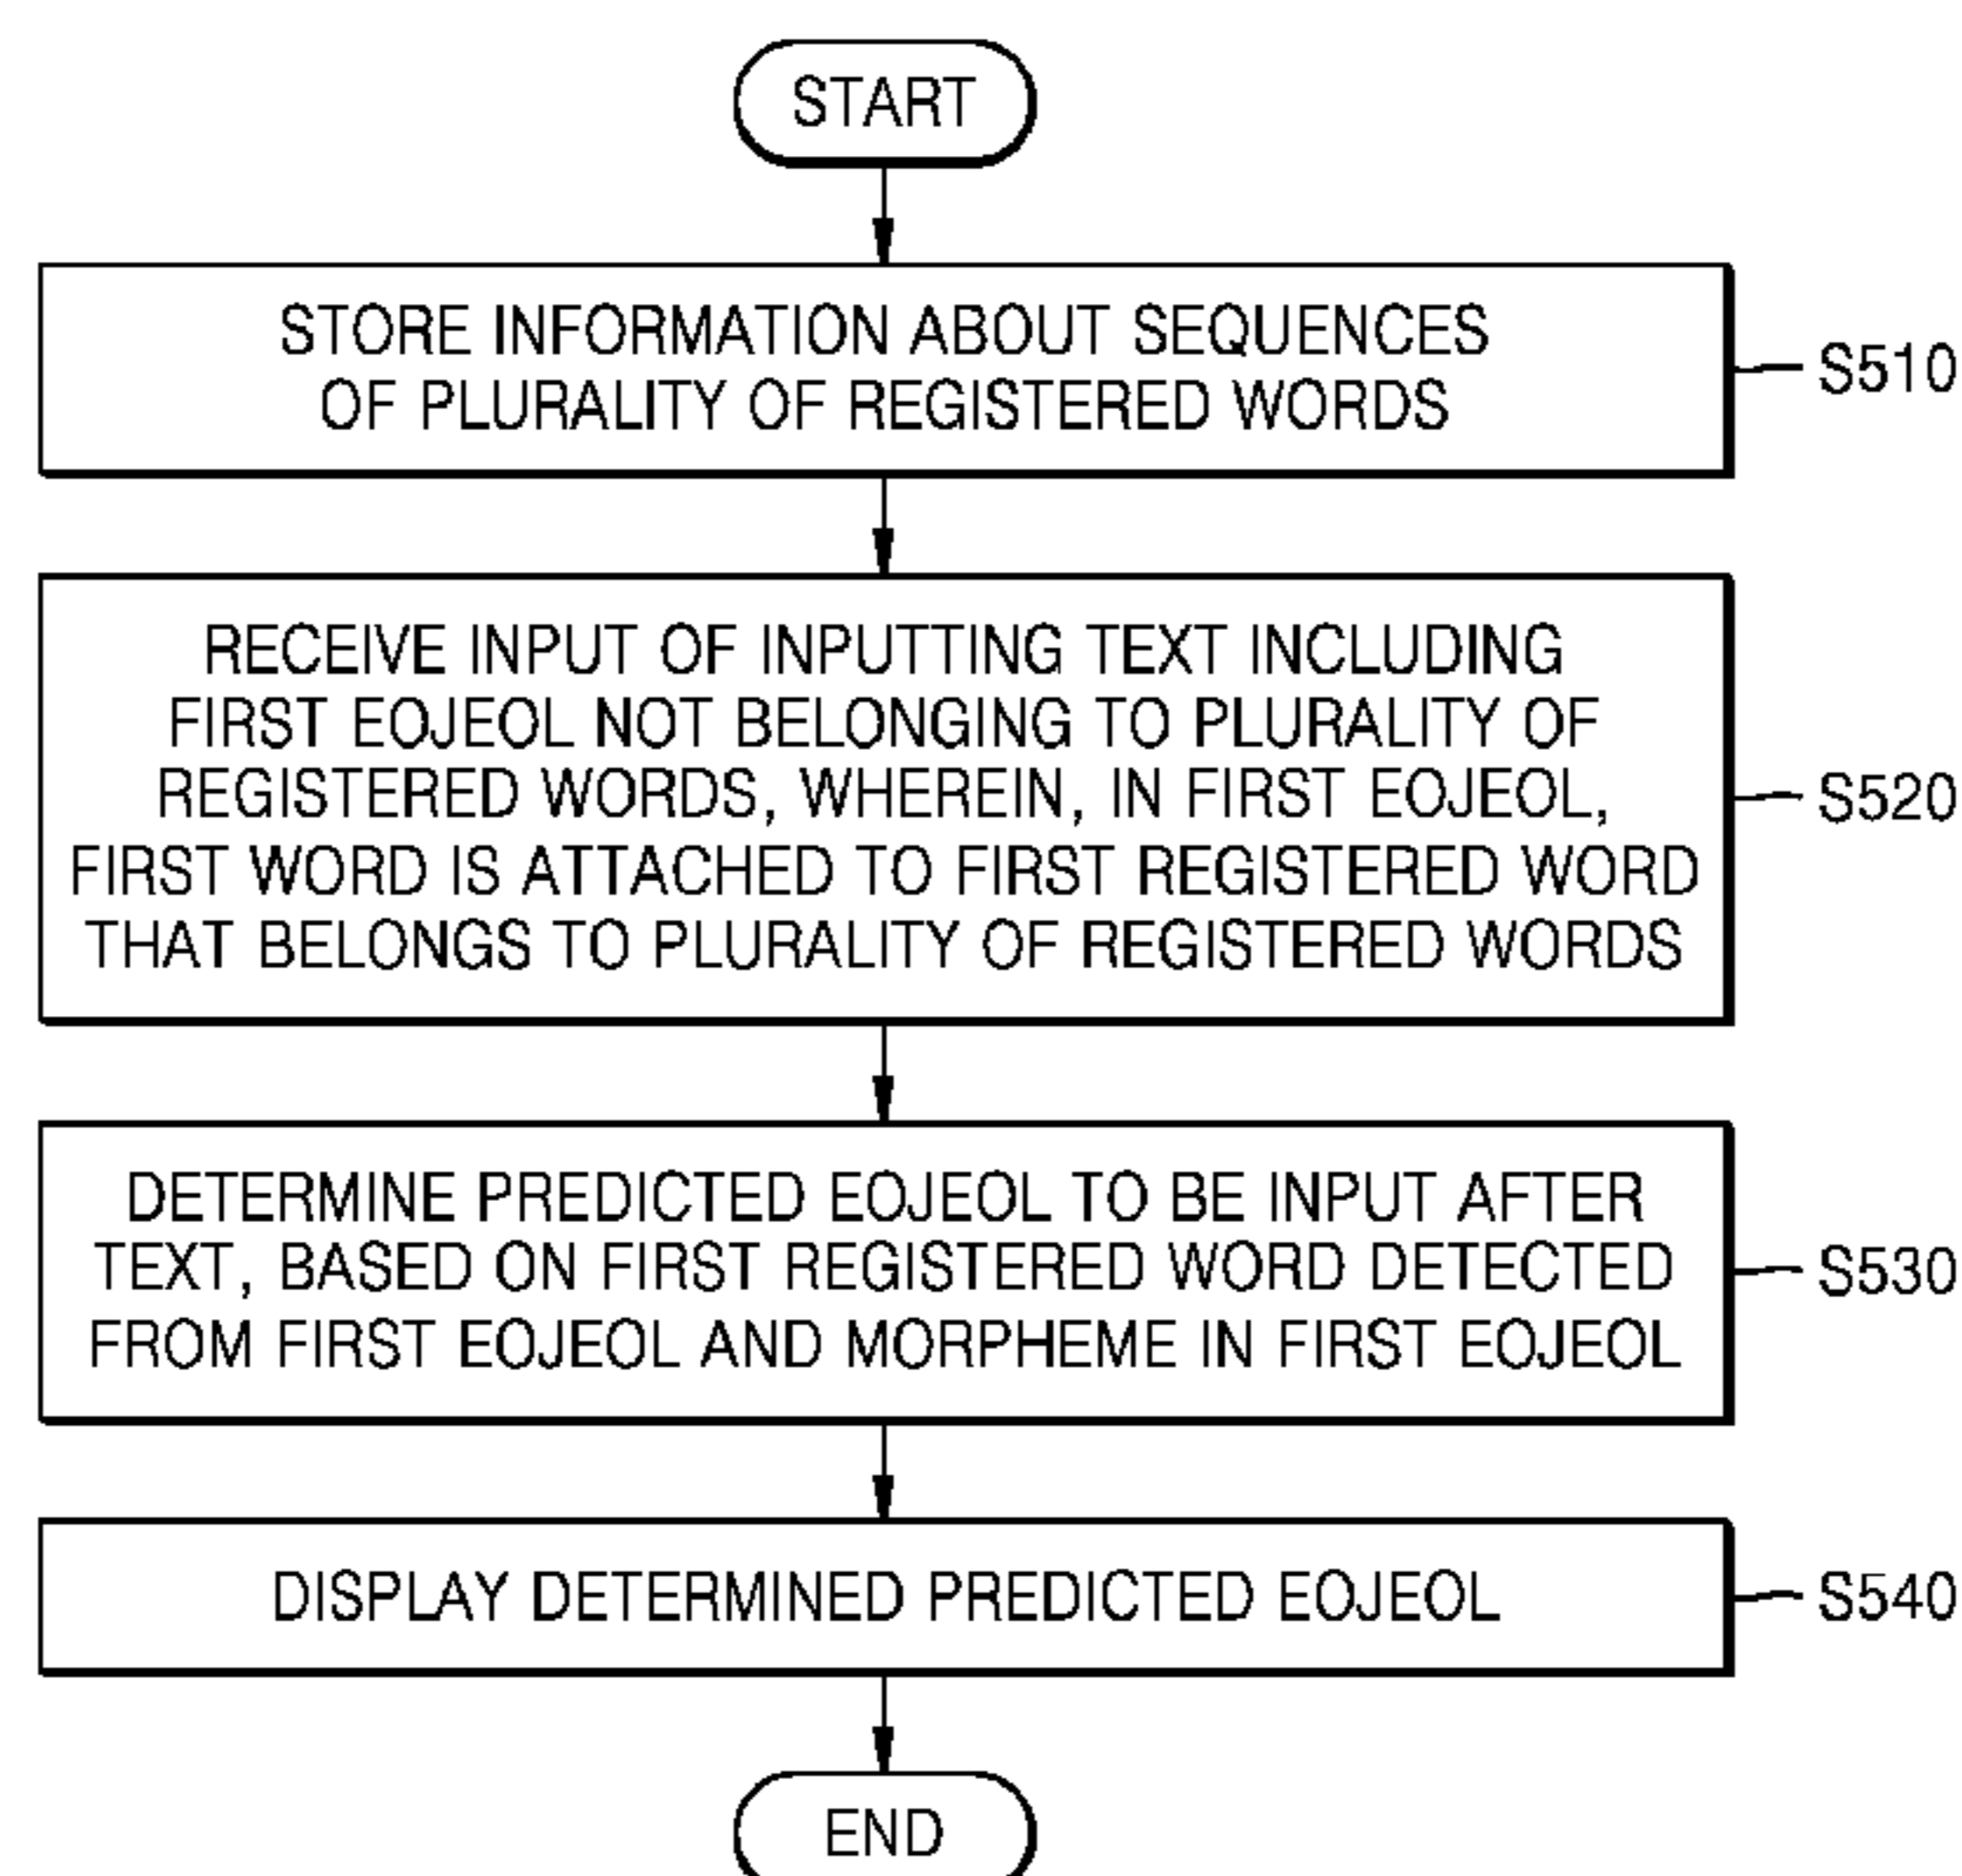 START
STORE INFORMATION ABOUT SEQUENCES
OF PLURALITY OF REGISTERED WORDS
S510
RECEIVE INPUT OF INPUTTING TEXT INCLUDING
FIRST EOJEOL NOT BELONGING TO PLURALITY OF
REGISTERED WORDS, WHEREIN, IN FIRST EOJEOL,
FIRST WORD IS ATTACHED TO FIRST REGISTERED WORD
THAT BELONGS TO PLURALITY OF REGISTERED WORDS
S520
DETERMINE PREDICTED EOJEOL TO BE INPUT AFTER
TEXT, BASED ON FIRST REGISTERED WORD DETECTED
FROM FIRST EOJEOL AND MORPHEME IN FIRST EOJEOL
S530
DISPLAY DETERMINED PREDICTED EOJEOL
S540
END